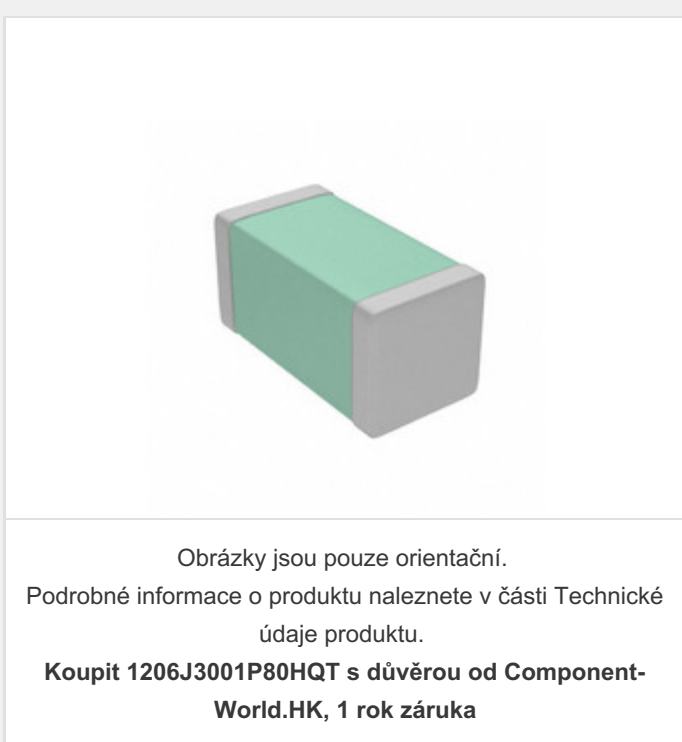 Obrázky jsou pouze orientační.
Podrobné informace o produktu naleznete v části Technické
údaje produktu.
Koupit 1206J3001P80HQT s důvěrou od Component-
World.HK, 1 rok záruka